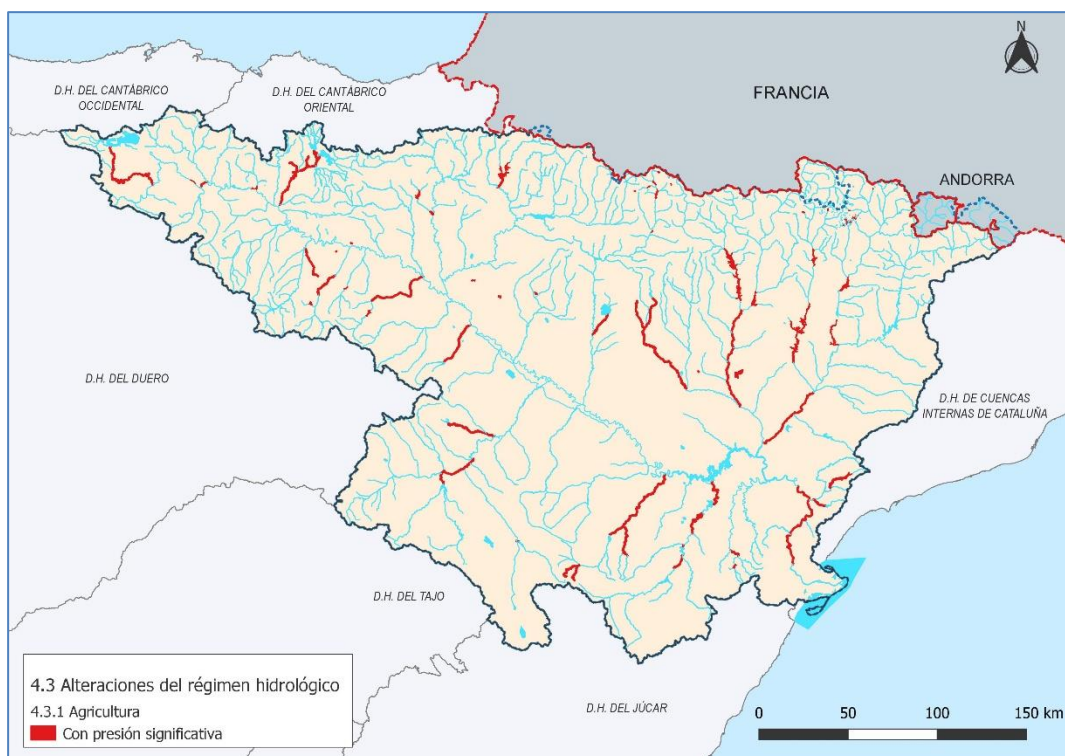 N
D.H. DEL CANTÁBRICO
OCCIDENTAL
D.H. DEL CANTÁBRICO
ORIENTAL
FRANCIA
ANDORRA
D.H. DEL DUERO
D.H. DE CUENCAS
INTERNAS DE CATALUÑA
D.H. DEL TAJO
D.H. DEL JÚCAR
4.3 Alteraciones del régimen hidrológico
4.3.1 Agricultura
Con presión significativa
0 50 100 150 km